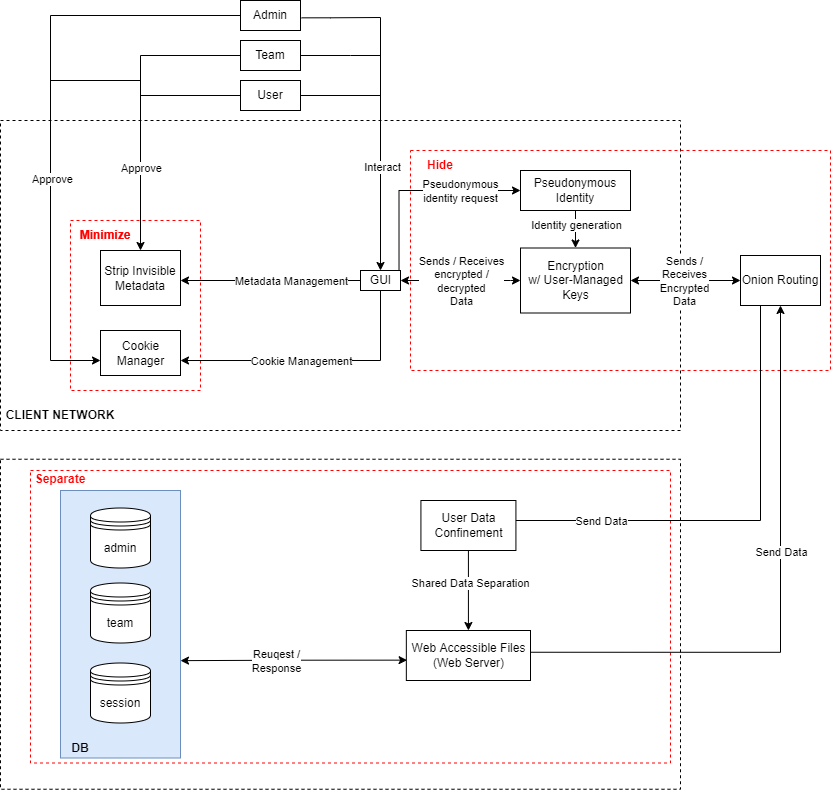 Admin
Team
User
Approve
Approve
Interact
Hide
Pseudonymous
identity request
Pseudonymous
Identity
Identity generation
Minimize
Strip Invisible
Metadata
Metadata Management
GUI
Sends / Receives
encrypted /
decrypted
Data
Encryption
w/ User-Managed
Keys
Sends /
Receives
Encrypted
Data
Onion Routing
Cookie
Manager
Cookie Management
CLIENT NETWORK
Separate
admin
team
session
DB
User Data
Confinement
Send Data
Send Data
Shared Data Separation
Reuqest /
Response
Web Accessible Files
(Web Server)